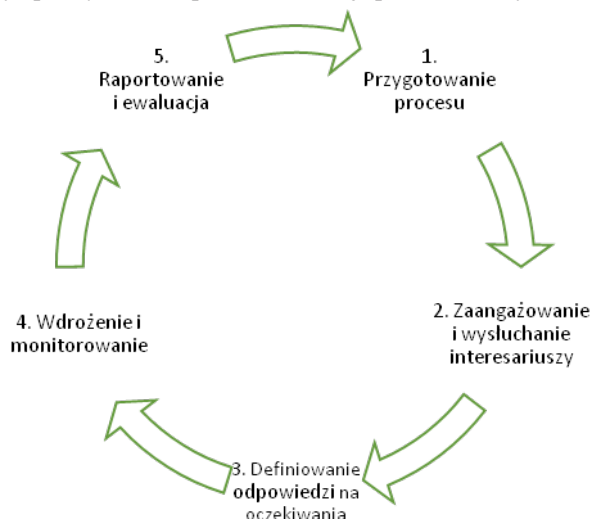 1.
Przygotowanie
procesu
2. Zaangażowanie
i wysłuchanie
interesariuszy
3. Definiowanie
odpowiedzi na
oczekiwania
4. Wdrożenie i
monitorowanie
5.
Raportowanie
i ewaluacja